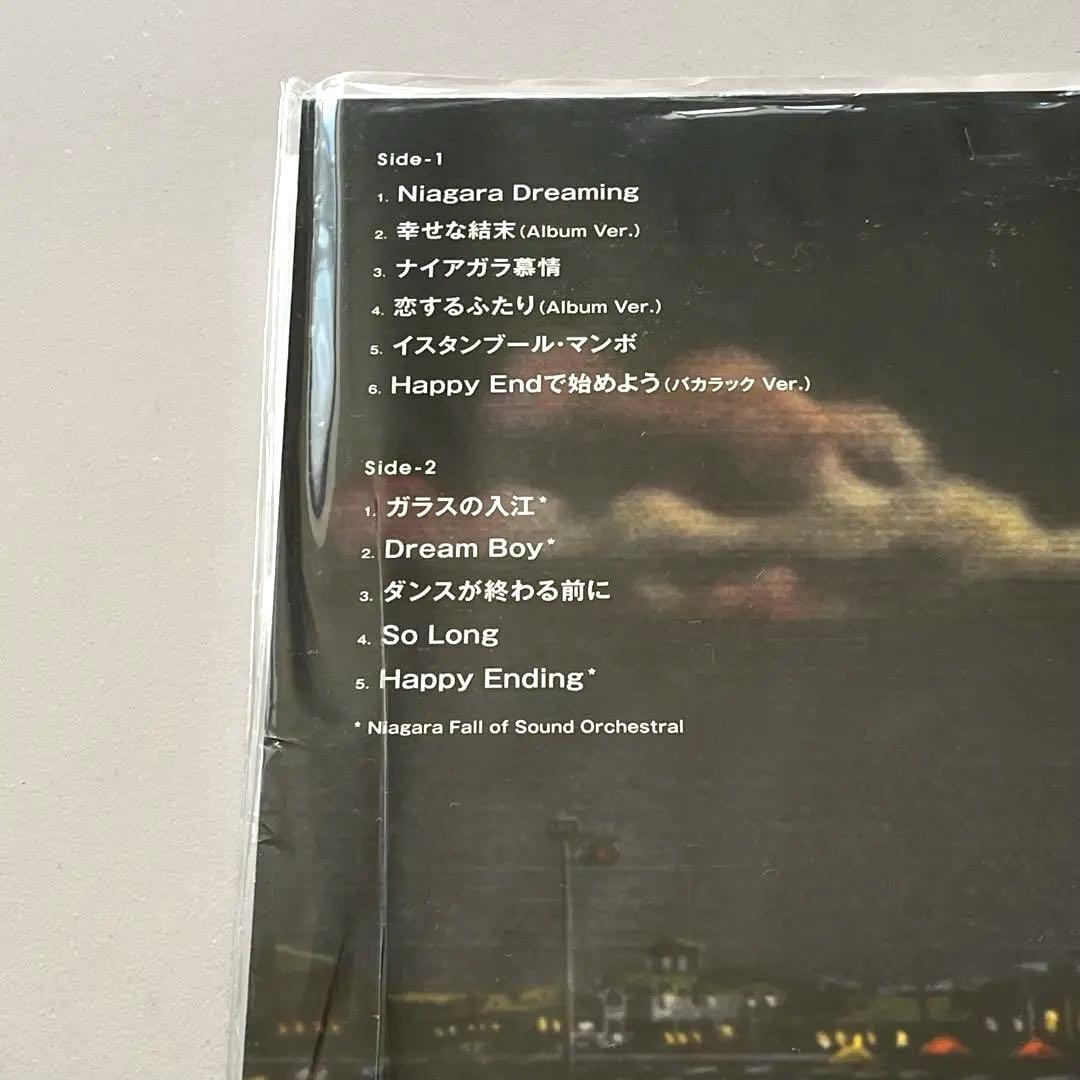 Side-1
1. Niagara Dreaming
2. 幸せな結末(Album Ver.)
3. ナイアガラ慕情
4. 恋するふたり(Album Ver.)
5. イスタンブール・マンボ
6. Happy Endで始めよう(バカラック Ver.)
Side-2
1. ガラスの入江*
2. Dream Boy*
3. ダンスが終わる前に
4. So Long
5. Happy Ending*
* Niagara Fall of Sound Orchestral